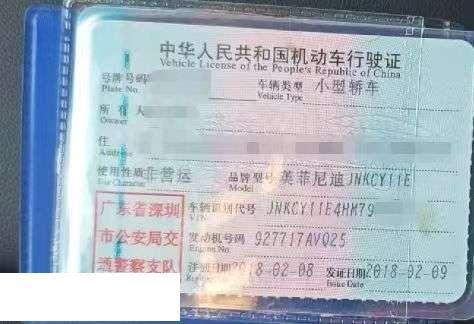 中华人民共和国机动车行驶证
Vehicle License of the People's Republic of China
号牌号码 车辆类型 小型轿车
Plate No. Vehicle Type
所有人
Owner
住
Address
使用性质 非营运 品牌型号 英菲尼迪JNKCY11E
Use Character Model
广东省深圳
市公安局交
通警察支队
车辆识别代号 JNKCY11E4HM79
VIN
发动机号码 927717AVQ25
Engine No.
注册日期 2018-02-08 发证日期 2018-02-09